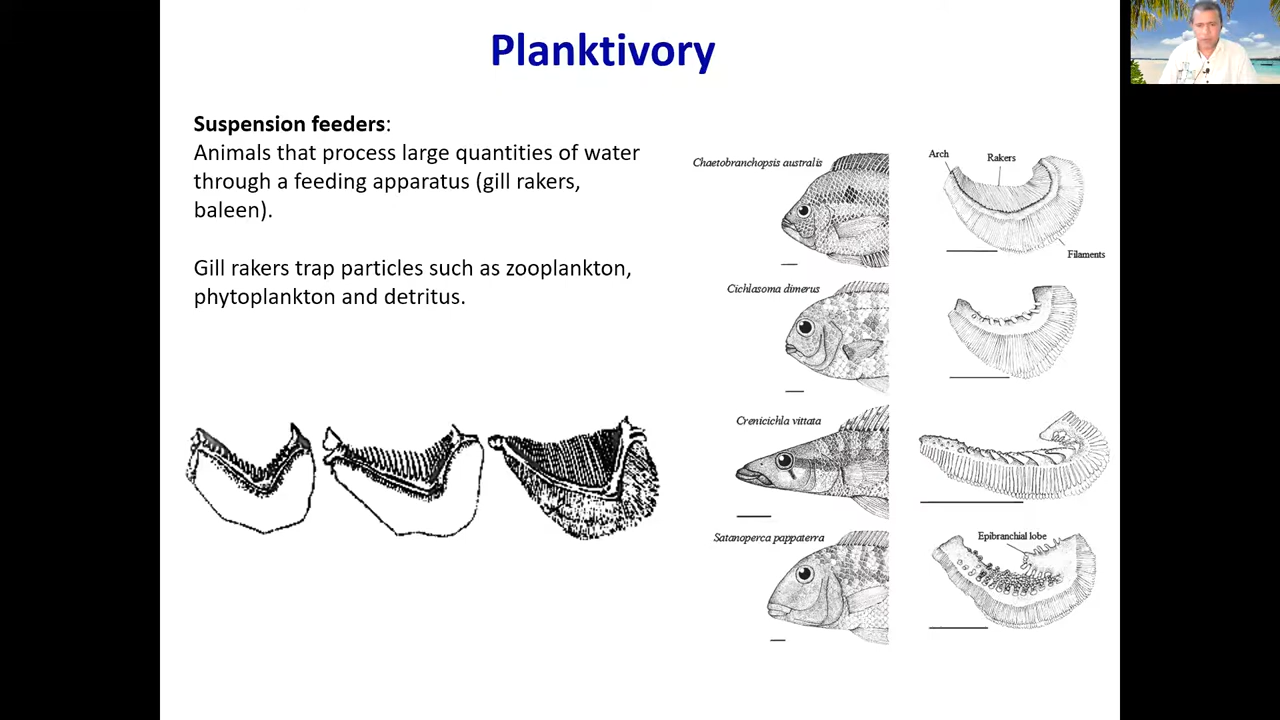 Planktivory
Suspension feeders:
Animals that process large quantities of water
through a feeding apparatus (gill rakers,
baleen).
Gill rakers trap particles such as zooplankton,
phytoplankton and detritus.
Chaetobranchopsis australis
Arch
Rakers
Filaments
Cichlasoma dimerus
Crenicichla vittata
Satanoperca pappaterra
Epibranchial lobe